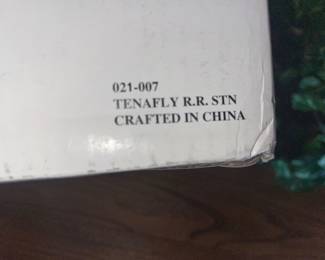 021-007
TENAFLY R.R. STN
CRAFTED IN CHINA